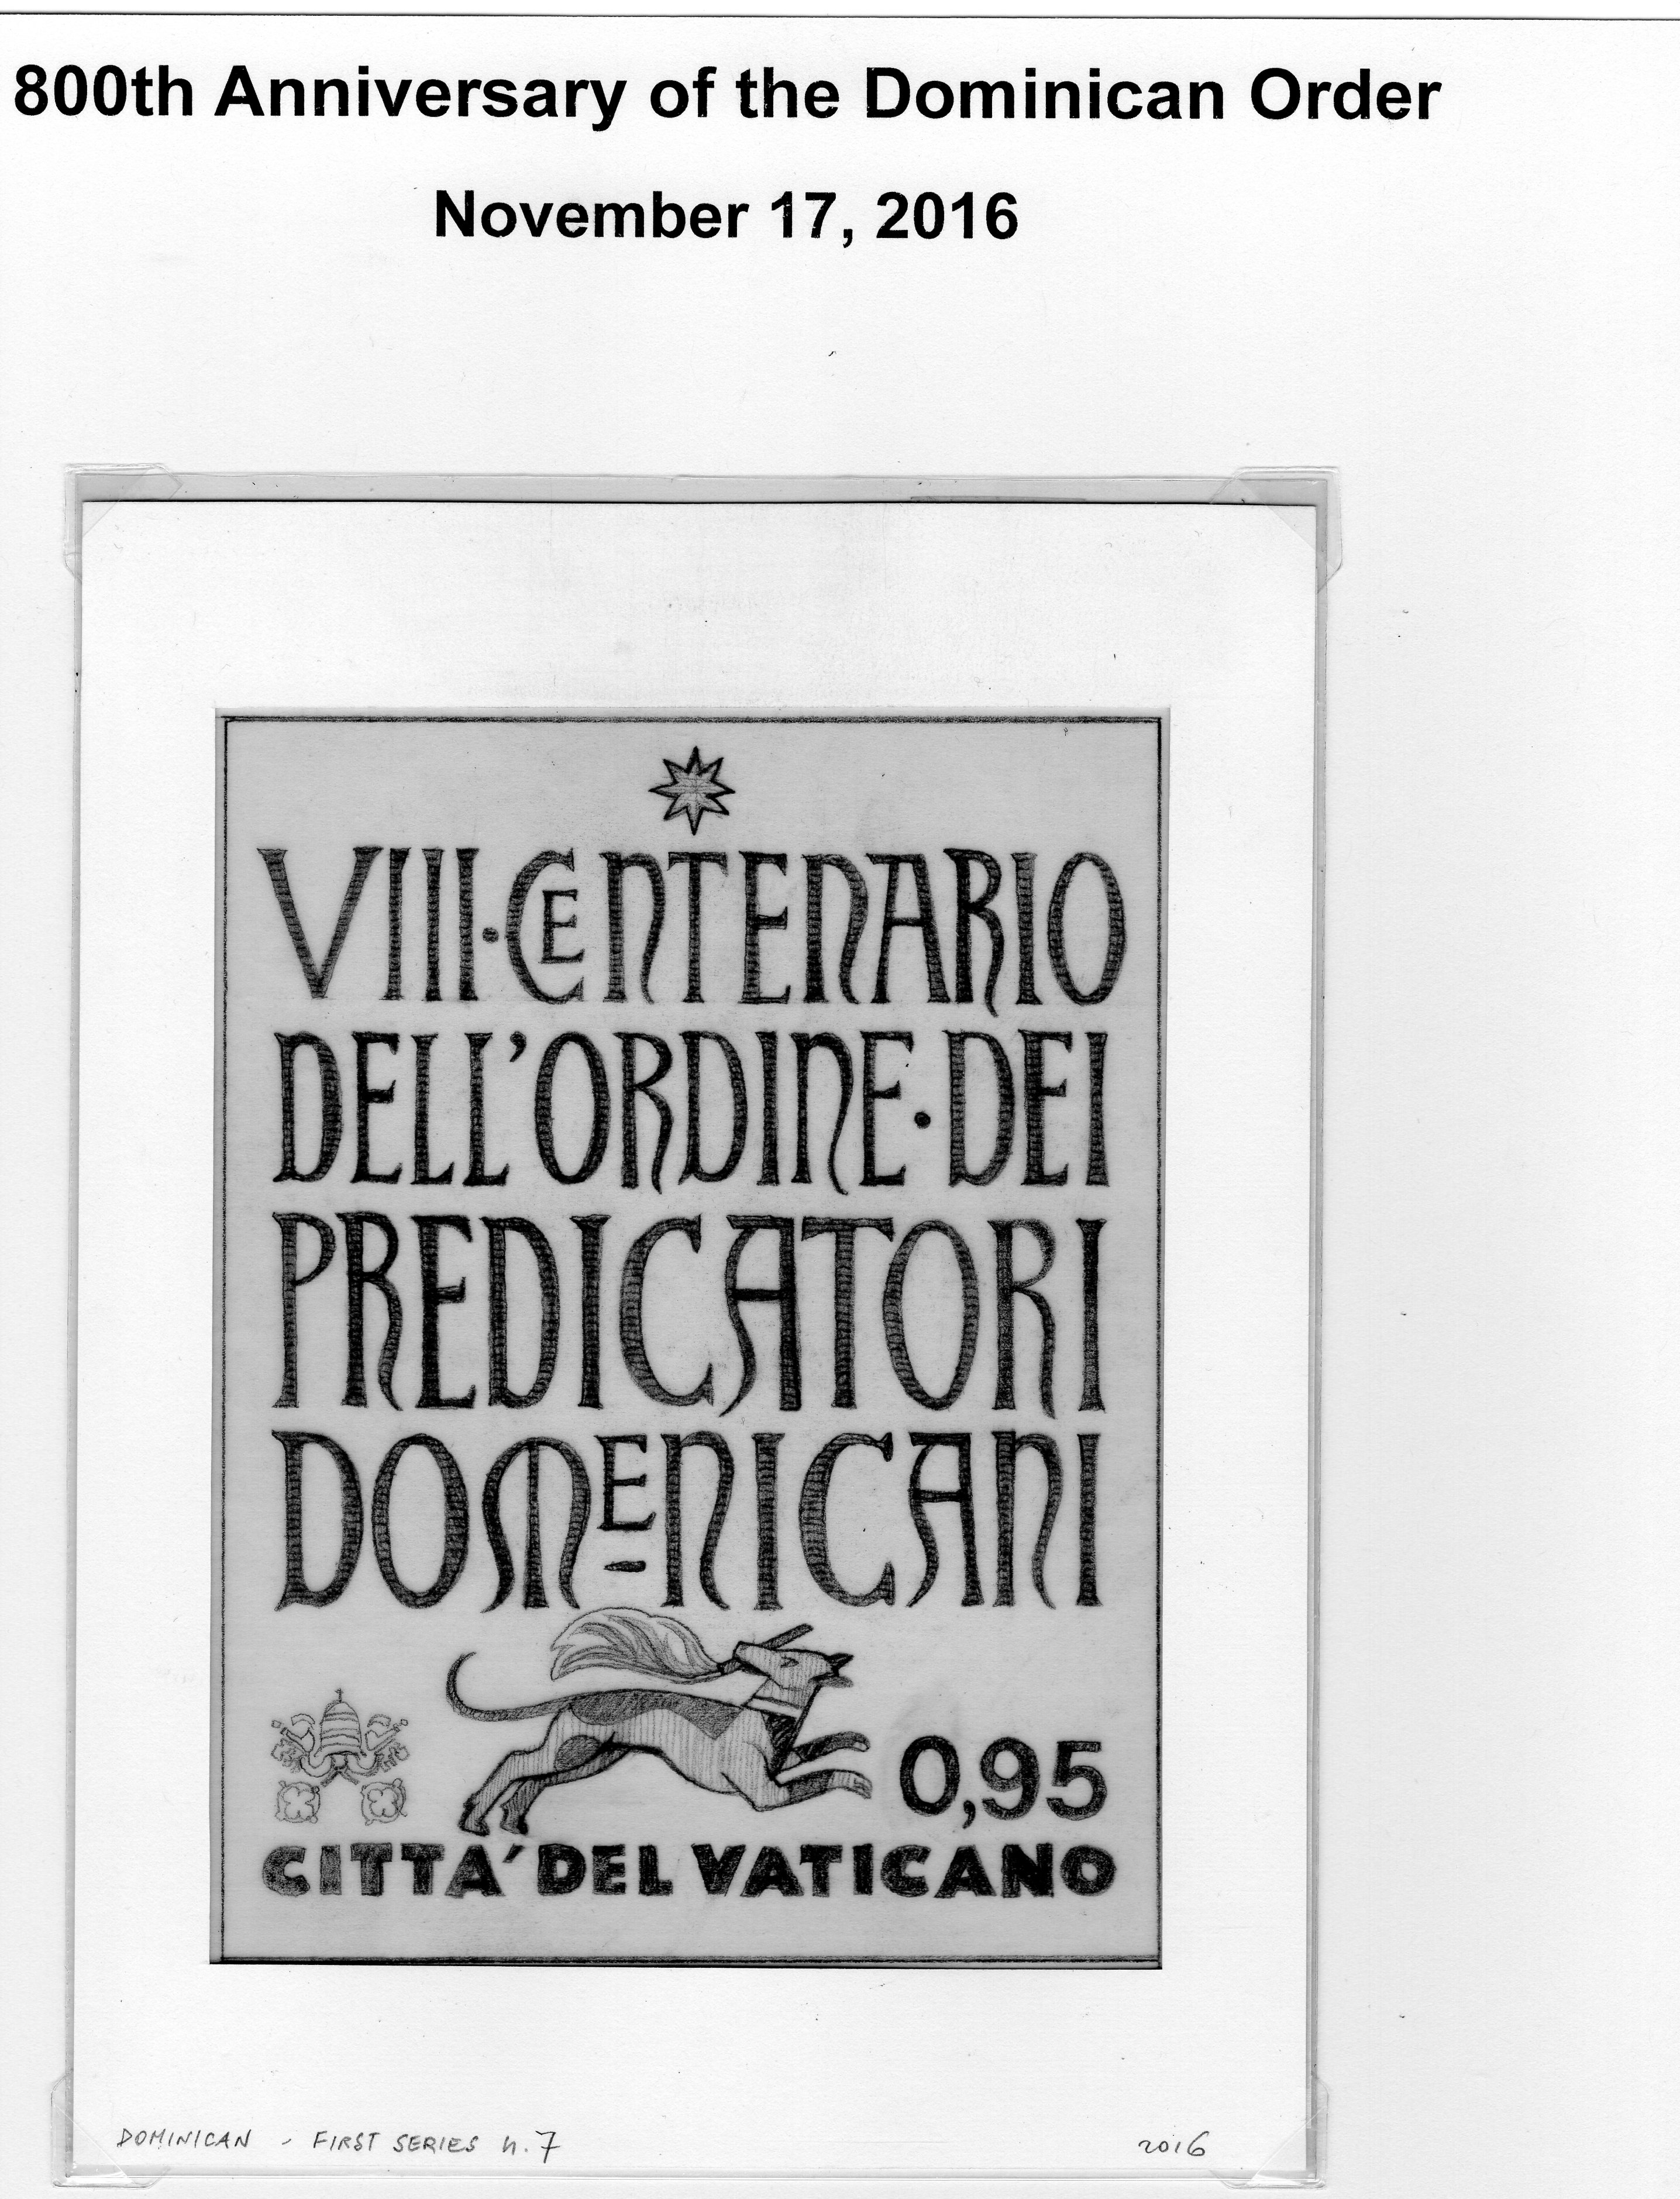 800th Anniversary of the Dominican Order
November 17, 2016
VIII·CENTENARIO
DELL'ORDINE·DEI
PREDICATORI
DOMENICANI
0,95
CITTA´DEL VATICANO
DOMINICAN - FIRST SERIES n.7
2016